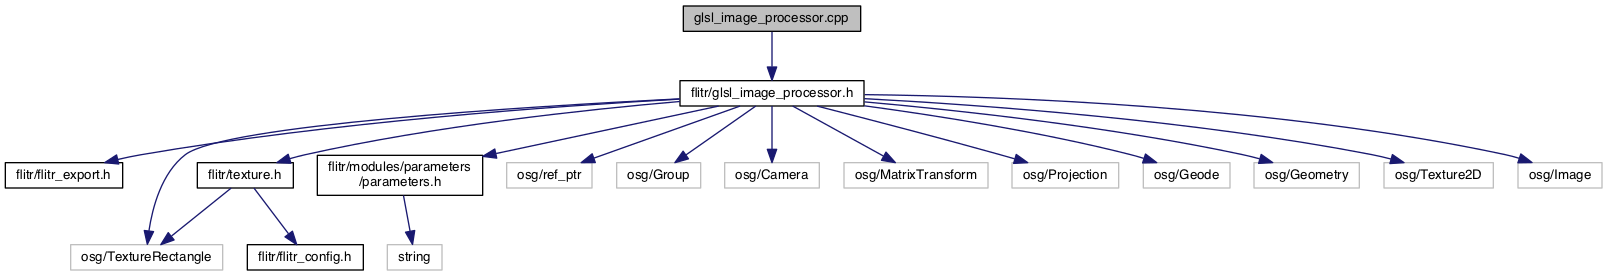 glsl_image_processor.cpp
flitr/glsl_image_processor.h
flitr/flitr_export.h
flitr/texture.h
flitr/modules/parameters
/parameters.h
osg/ref_ptr
osg/Group
osg/Camera
osg/MatrixTransform
osg/Projection
osg/Geode
osg/Geometry
osg/Texture2D
osg/Image
osg/TextureRectangle
flitr/flitr_config.h
string